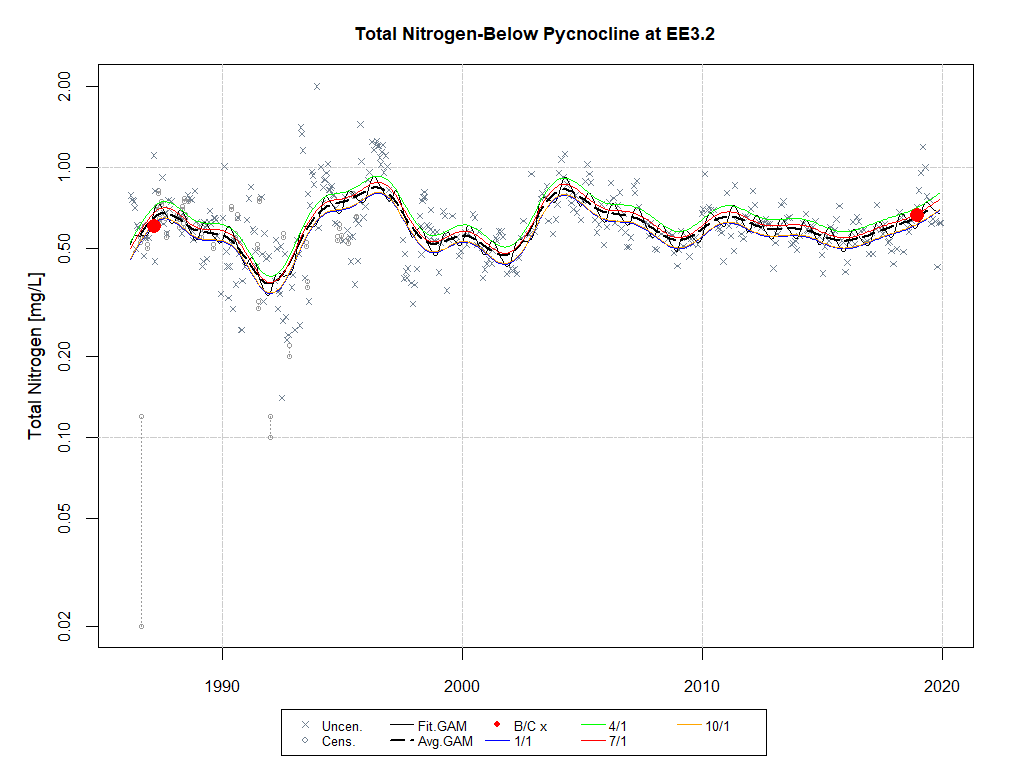 Total Nitrogen-Below Pycnocline at EE3.2
Total Nitrogen [mg/L]
2.00
1.00
0.50
0.20
0.10
0.05
0.02
1990 2000 2010 2020
Uncen. Fit.GAM B/C x 4/1 10/1
Cens. Avg.GAM 1/1 7/1